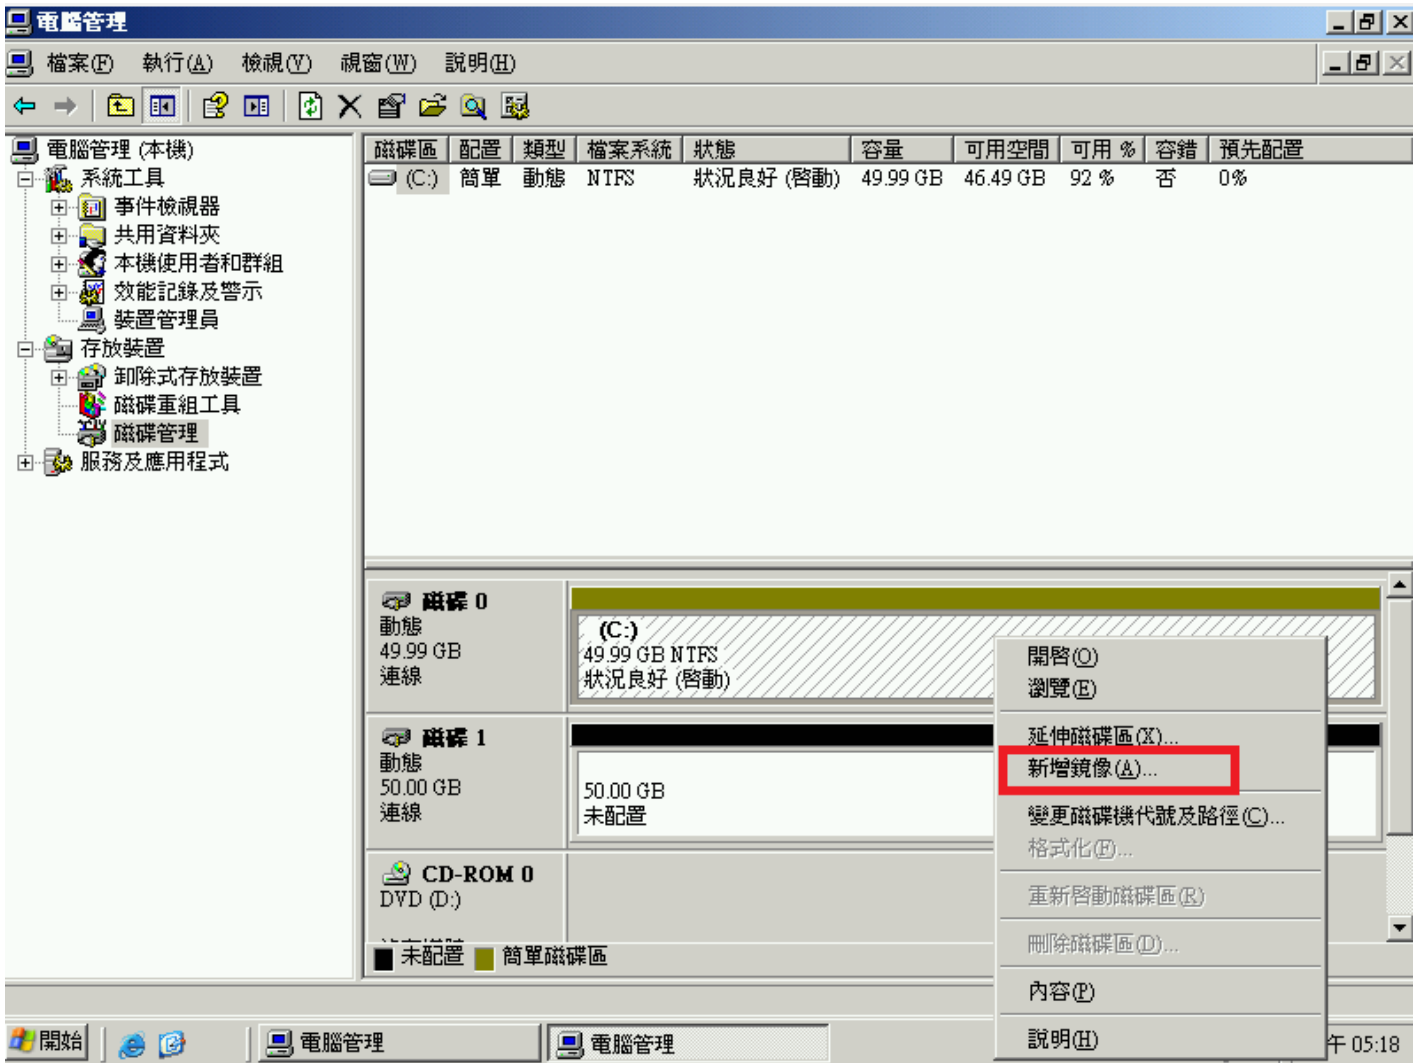 電腦管理
檔案(F) 執行(A) 檢視(V) 視窗(W) 說明(H)
電腦管理 (本機)
系統工具
事件檢視器
共用資料夾
本機使用者和群組
效能記錄及警示
裝置管理員
存放裝置
卸除式存放裝置
磁碟重組工具
磁碟管理
服務及應用程式
磁碟區 配置 類型 檔案系統 狀態 容量 可用空間 可用 % 容錯 預先配置
(C:) 簡單 動態 NTFS 狀況良好 (啓動) 49.99 GB 46.49 GB 92 % 否 0%
磁碟 0
動態
49.99 GB
連線
(C:)
49.99 GB NTFS
狀況良好 (啓動)
磁碟 1
動態
50.00 GB
連線
50.00 GB
未配置
CD-ROM 0
DVD (D:)
未配置 簡單磁碟區
開啓(O)
瀏覽(E)
延伸磁碟區(X)...
新增鏡像(A)...
變更磁碟機代號及路徑(C)...
格式化(F)...
重新啓動磁碟區(R)
刪除磁碟區(D)...
內容(P)
說明(H)
開始 電腦管理 電腦管理 午 05:18